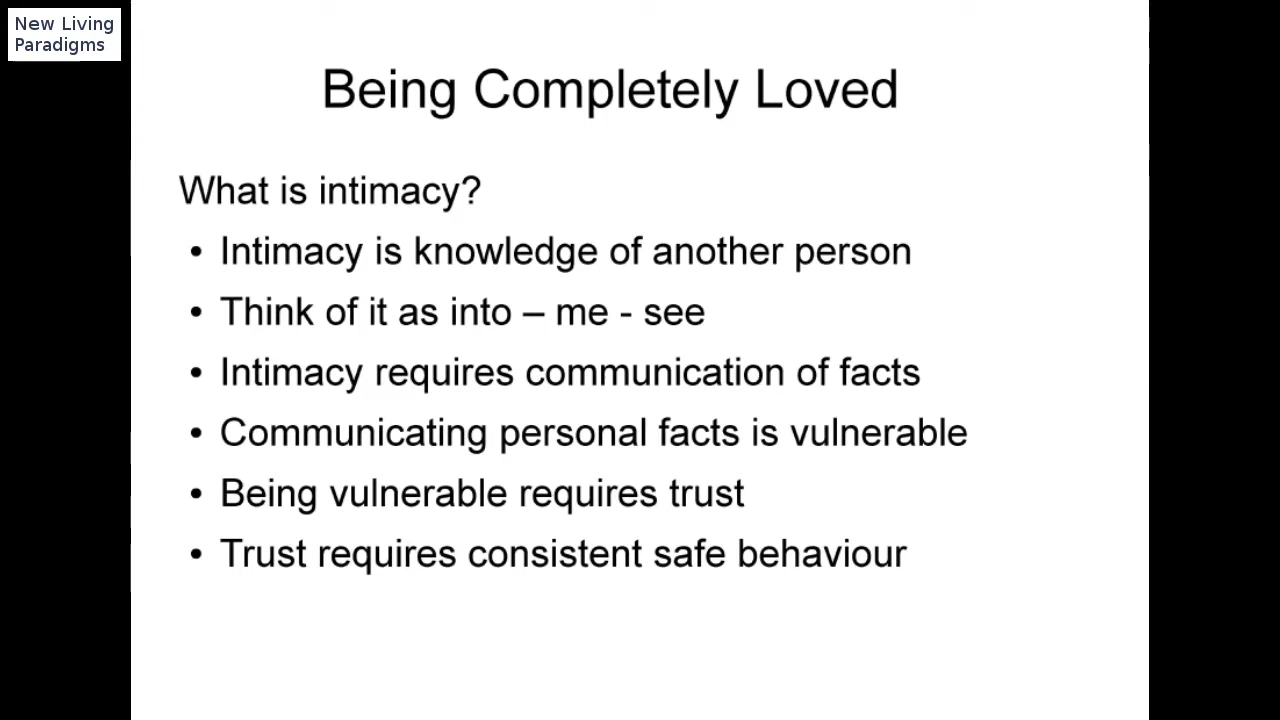 New Living
Paradigms
Being Completely Loved
What is intimacy?
• Intimacy is knowledge of another person
• Think of it as into – me - see
• Intimacy requires communication of facts
• Communicating personal facts is vulnerable
• Being vulnerable requires trust
• Trust requires consistent safe behaviour